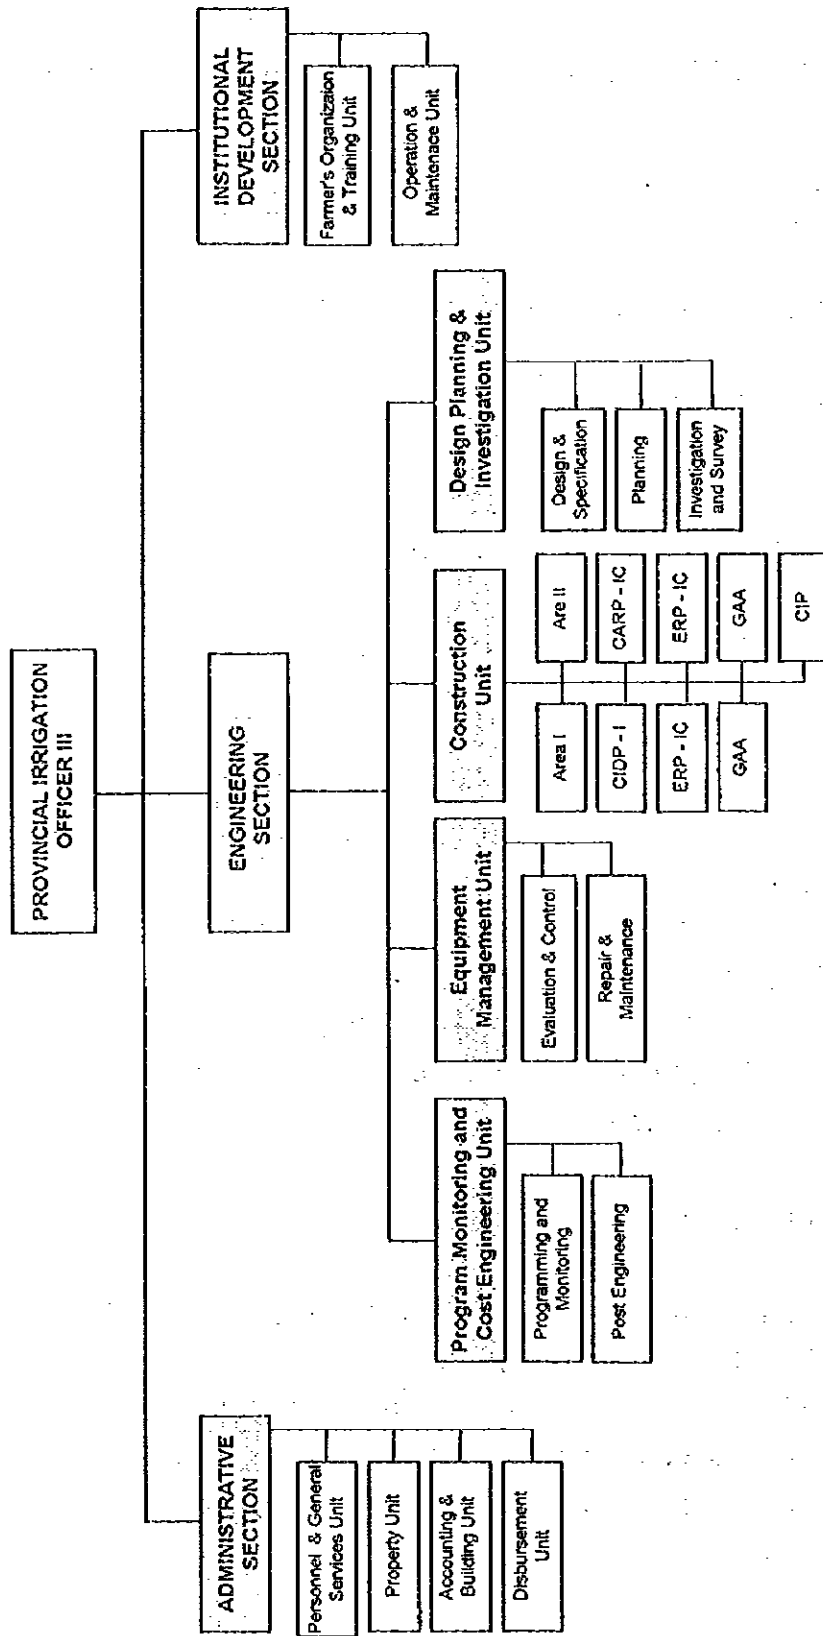 PROVINCIAL IRRIGATION
OFFICER III
ADMINISTRATIVE
SECTION
Personnel & General
Services Unit
Property Unit
Accounting &
Building Unit
Disbursement
Unit
ENGINEERING
SECTION
Program Monitoring and
Cost Engineering Unit
Programming and
Monitoring
Post Engineering
Equipment
Management Unit
Evaluation & Control
Repair &
Maintenance
Construction
Unit
Area I
Are II
CIDP - I
CARP - IC
ERP - IC
ERP - IC
GAA
GAA
CIP
Design Planning &
Investigation Unit
Design &
Specification
Planning
Investigation
and Survey
INSTITUTIONAL
DEVELOPMENT
SECTION
Farmer's Organizaion
& Training Unit
Operation &
Maintenace Unit